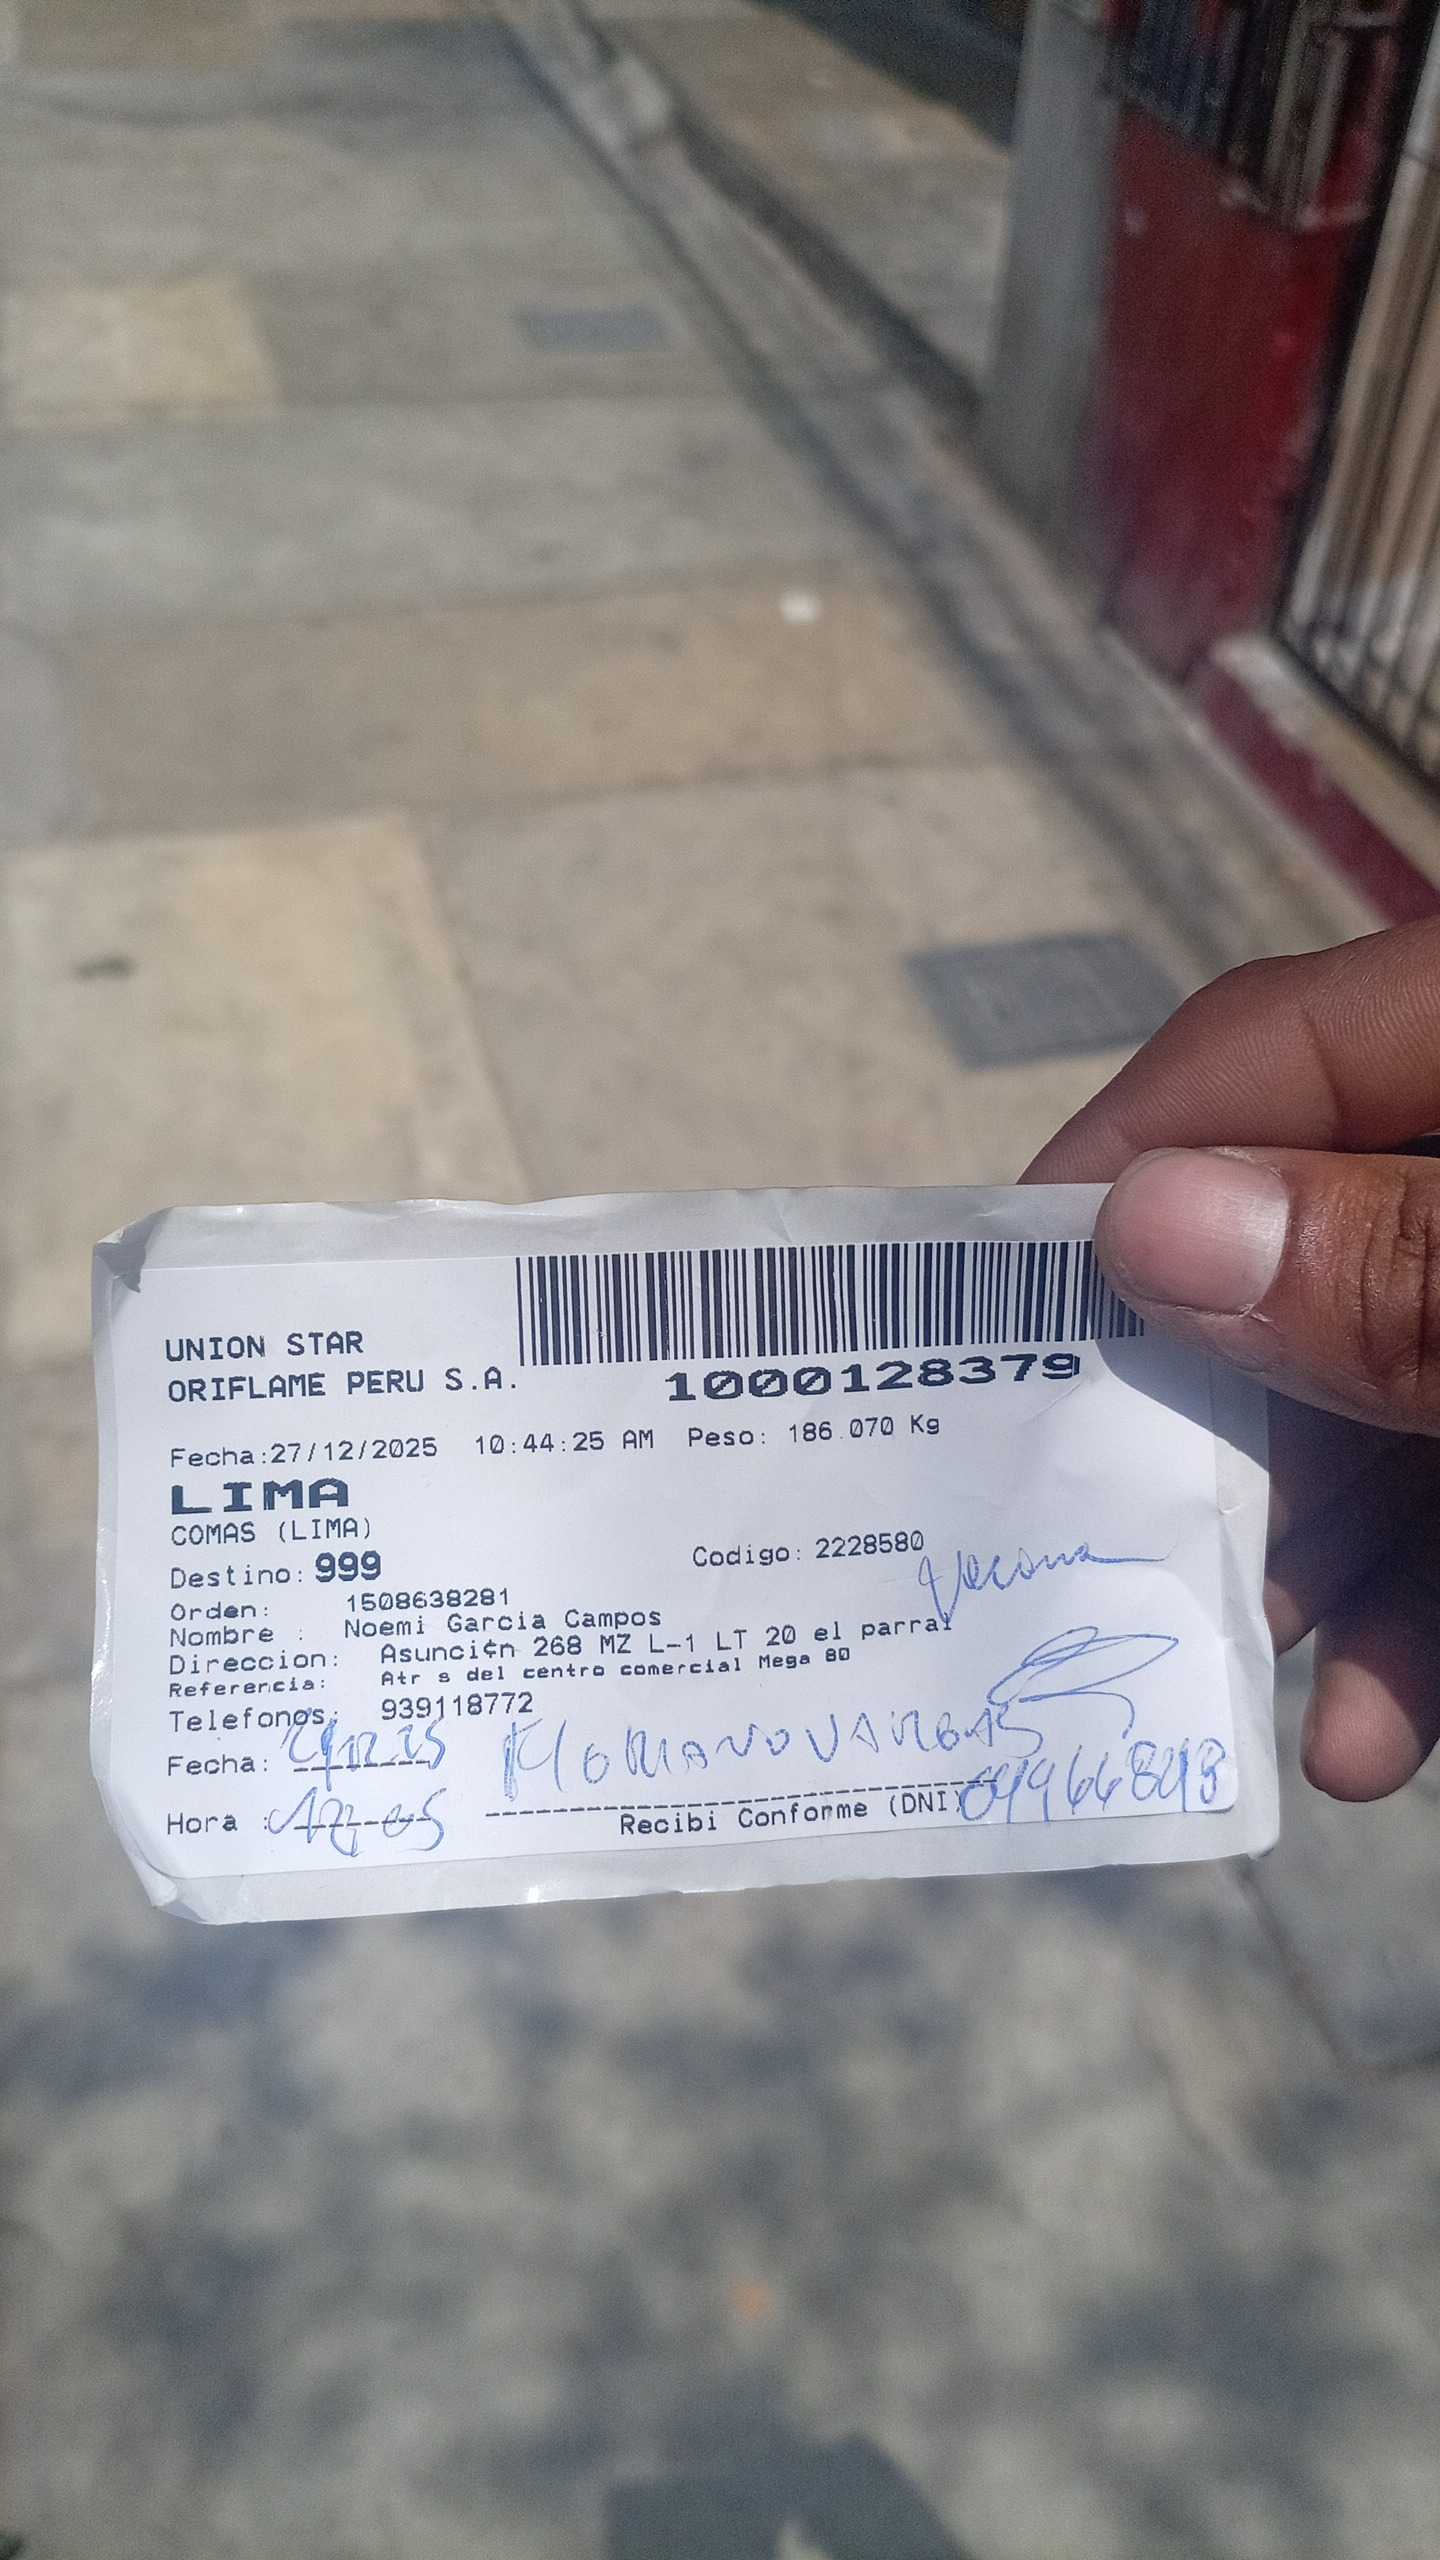 UNION STAR
ORIFLAME PERU S.A.
1000128379
Fecha:27/12/2025 10:44:25 AM Peso: 186.070 Kg
LIMA
COMAS (LIMA)
Destino: 999 Codigo: 2228580
Vecina
Orden: 1508638281
Nombre : Noemi Garcia Campos
Direccion: Asunci¢n 268 MZ L-1 LT 20 el parral
Referencia: Atr s del centro comercial Mega 80
Telefonos: 939118772
Fecha:
Hora :
Recibi Conforme (DNI)